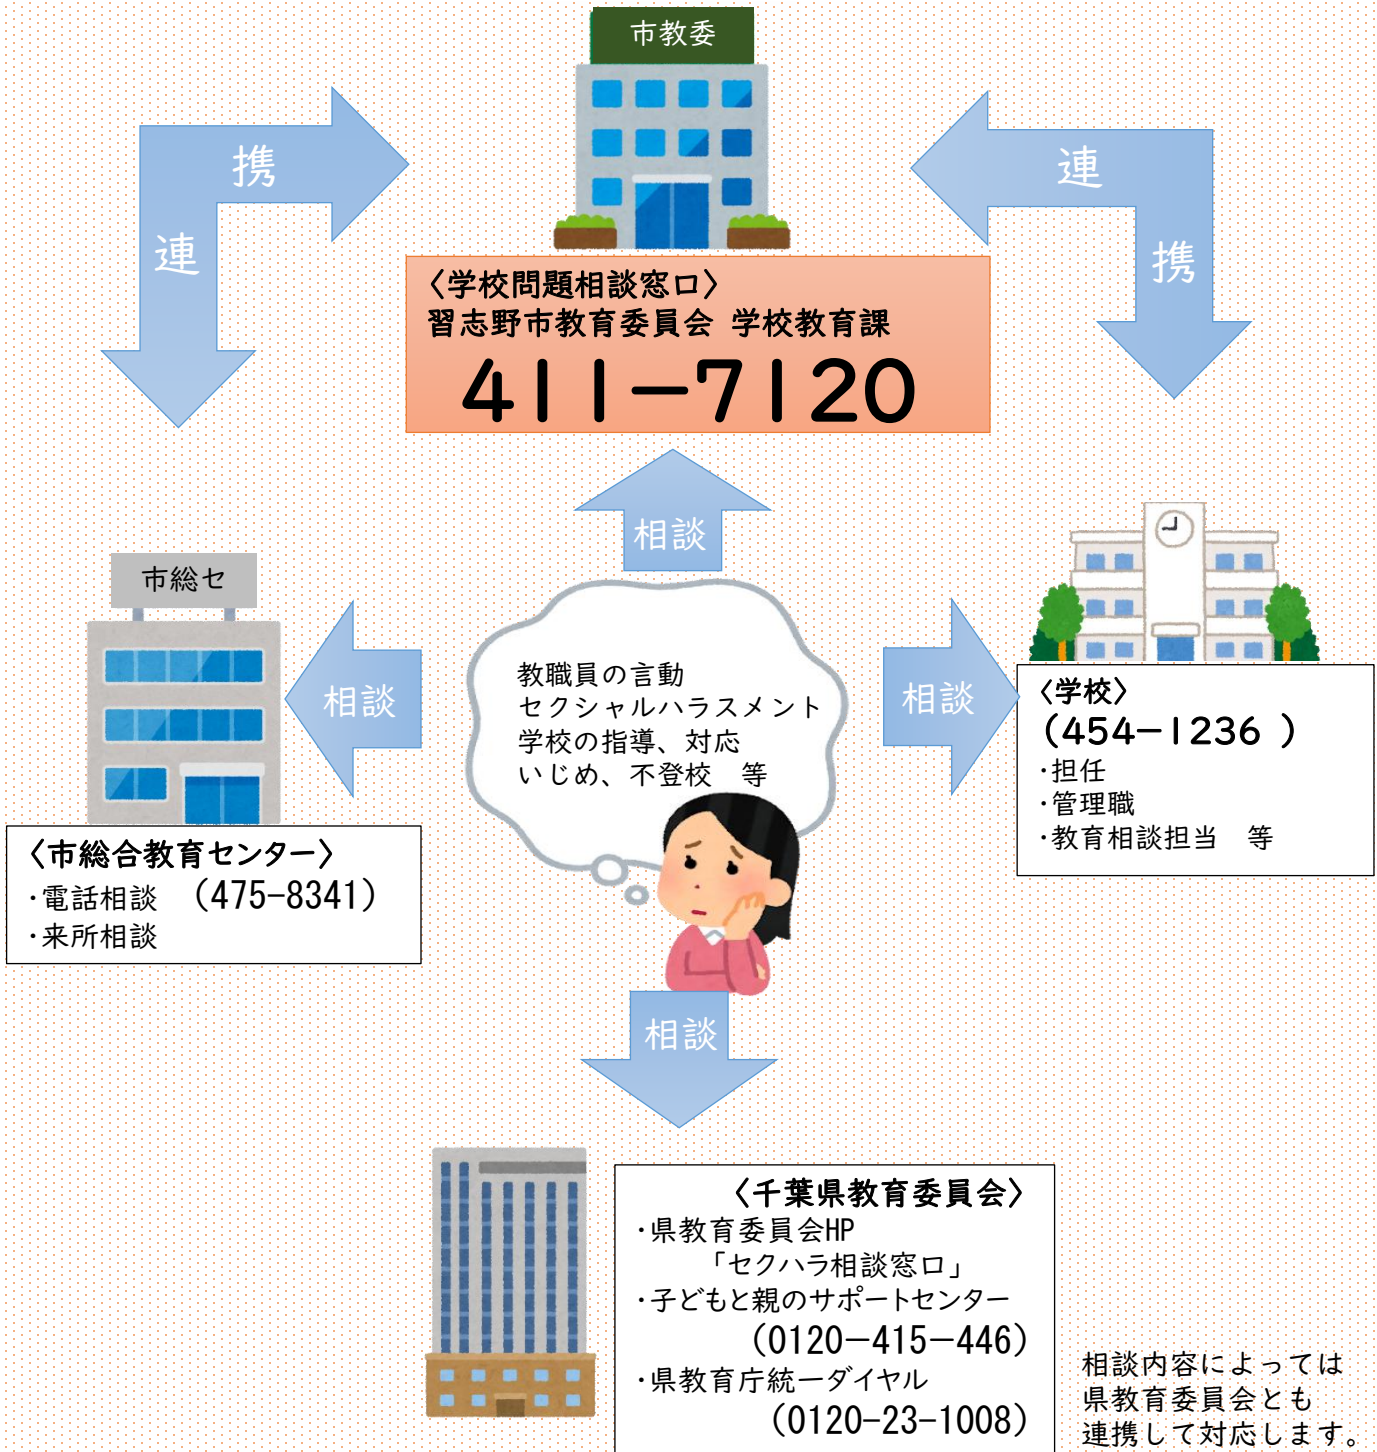 市教委
携
連
連
携
〈学校問題相談窓口〉
習志野市教育委員会 学校教育課
411－7120
相談
市総セ
相談
教職員の言動
セクシャルハラスメント
学校の指導、対応
いじめ、不登校　等
相談
〈学校〉
(454－1236 )
・担任
・管理職
・教育相談担当　等
〈市総合教育センター〉
・電話相談　(475-8341)
・来所相談
相談
〈千葉県教育委員会〉
・県教育委員会HP
「セクハラ相談窓口」
・子どもと親のサポートセンター
(0120－415－446)
・県教育庁統一ダイヤル
(0120-23-1008)
相談内容によっては
県教育委員会とも
連携して対応します。